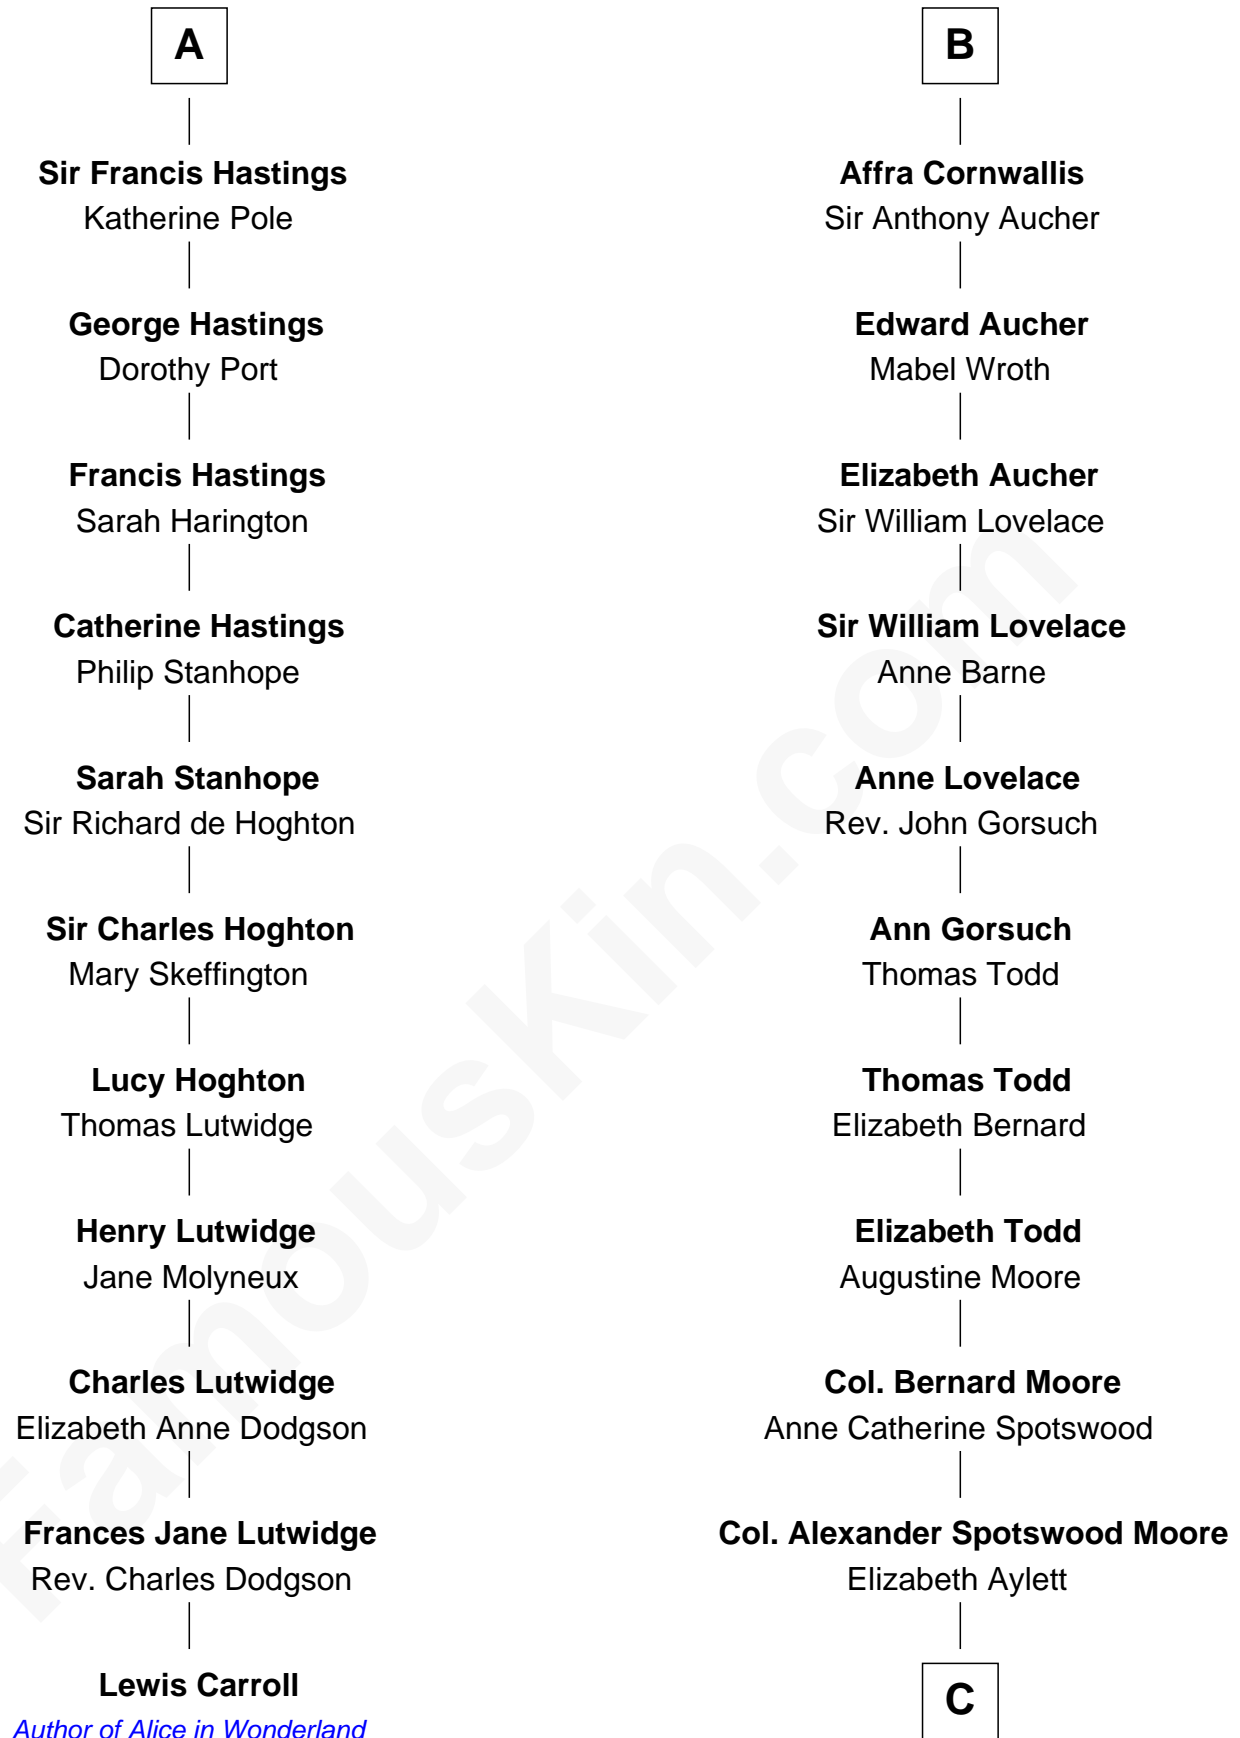 A
Sir Francis Hastings
Katherine Pole
George Hastings
Dorothy Port
Francis Hastings
Sarah Harington
Catherine Hastings
Philip Stanhope
Sarah Stanhope
Sir Richard de Hoghton
Sir Charles Hoghton
Mary Skeffington
Lucy Hoghton
Thomas Lutwidge
Henry Lutwidge
Jane Molyneux
Charles Lutwidge
Elizabeth Anne Dodgson
Frances Jane Lutwidge
Rev. Charles Dodgson
Lewis Carroll
Author of Alice in Wonderland
B
Affra Cornwallis
Sir Anthony Aucher
Edward Aucher
Mabel Wroth
Elizabeth Aucher
Sir William Lovelace
Sir William Lovelace
Anne Barne
Anne Lovelace
Rev. John Gorsuch
Ann Gorsuch
Thomas Todd
Thomas Todd
Elizabeth Bernard
Elizabeth Todd
Augustine Moore
Col. Bernard Moore
Anne Catherine Spotswood
Col. Alexander Spotswood Moore
Elizabeth Aylett
C
FamousKin.com